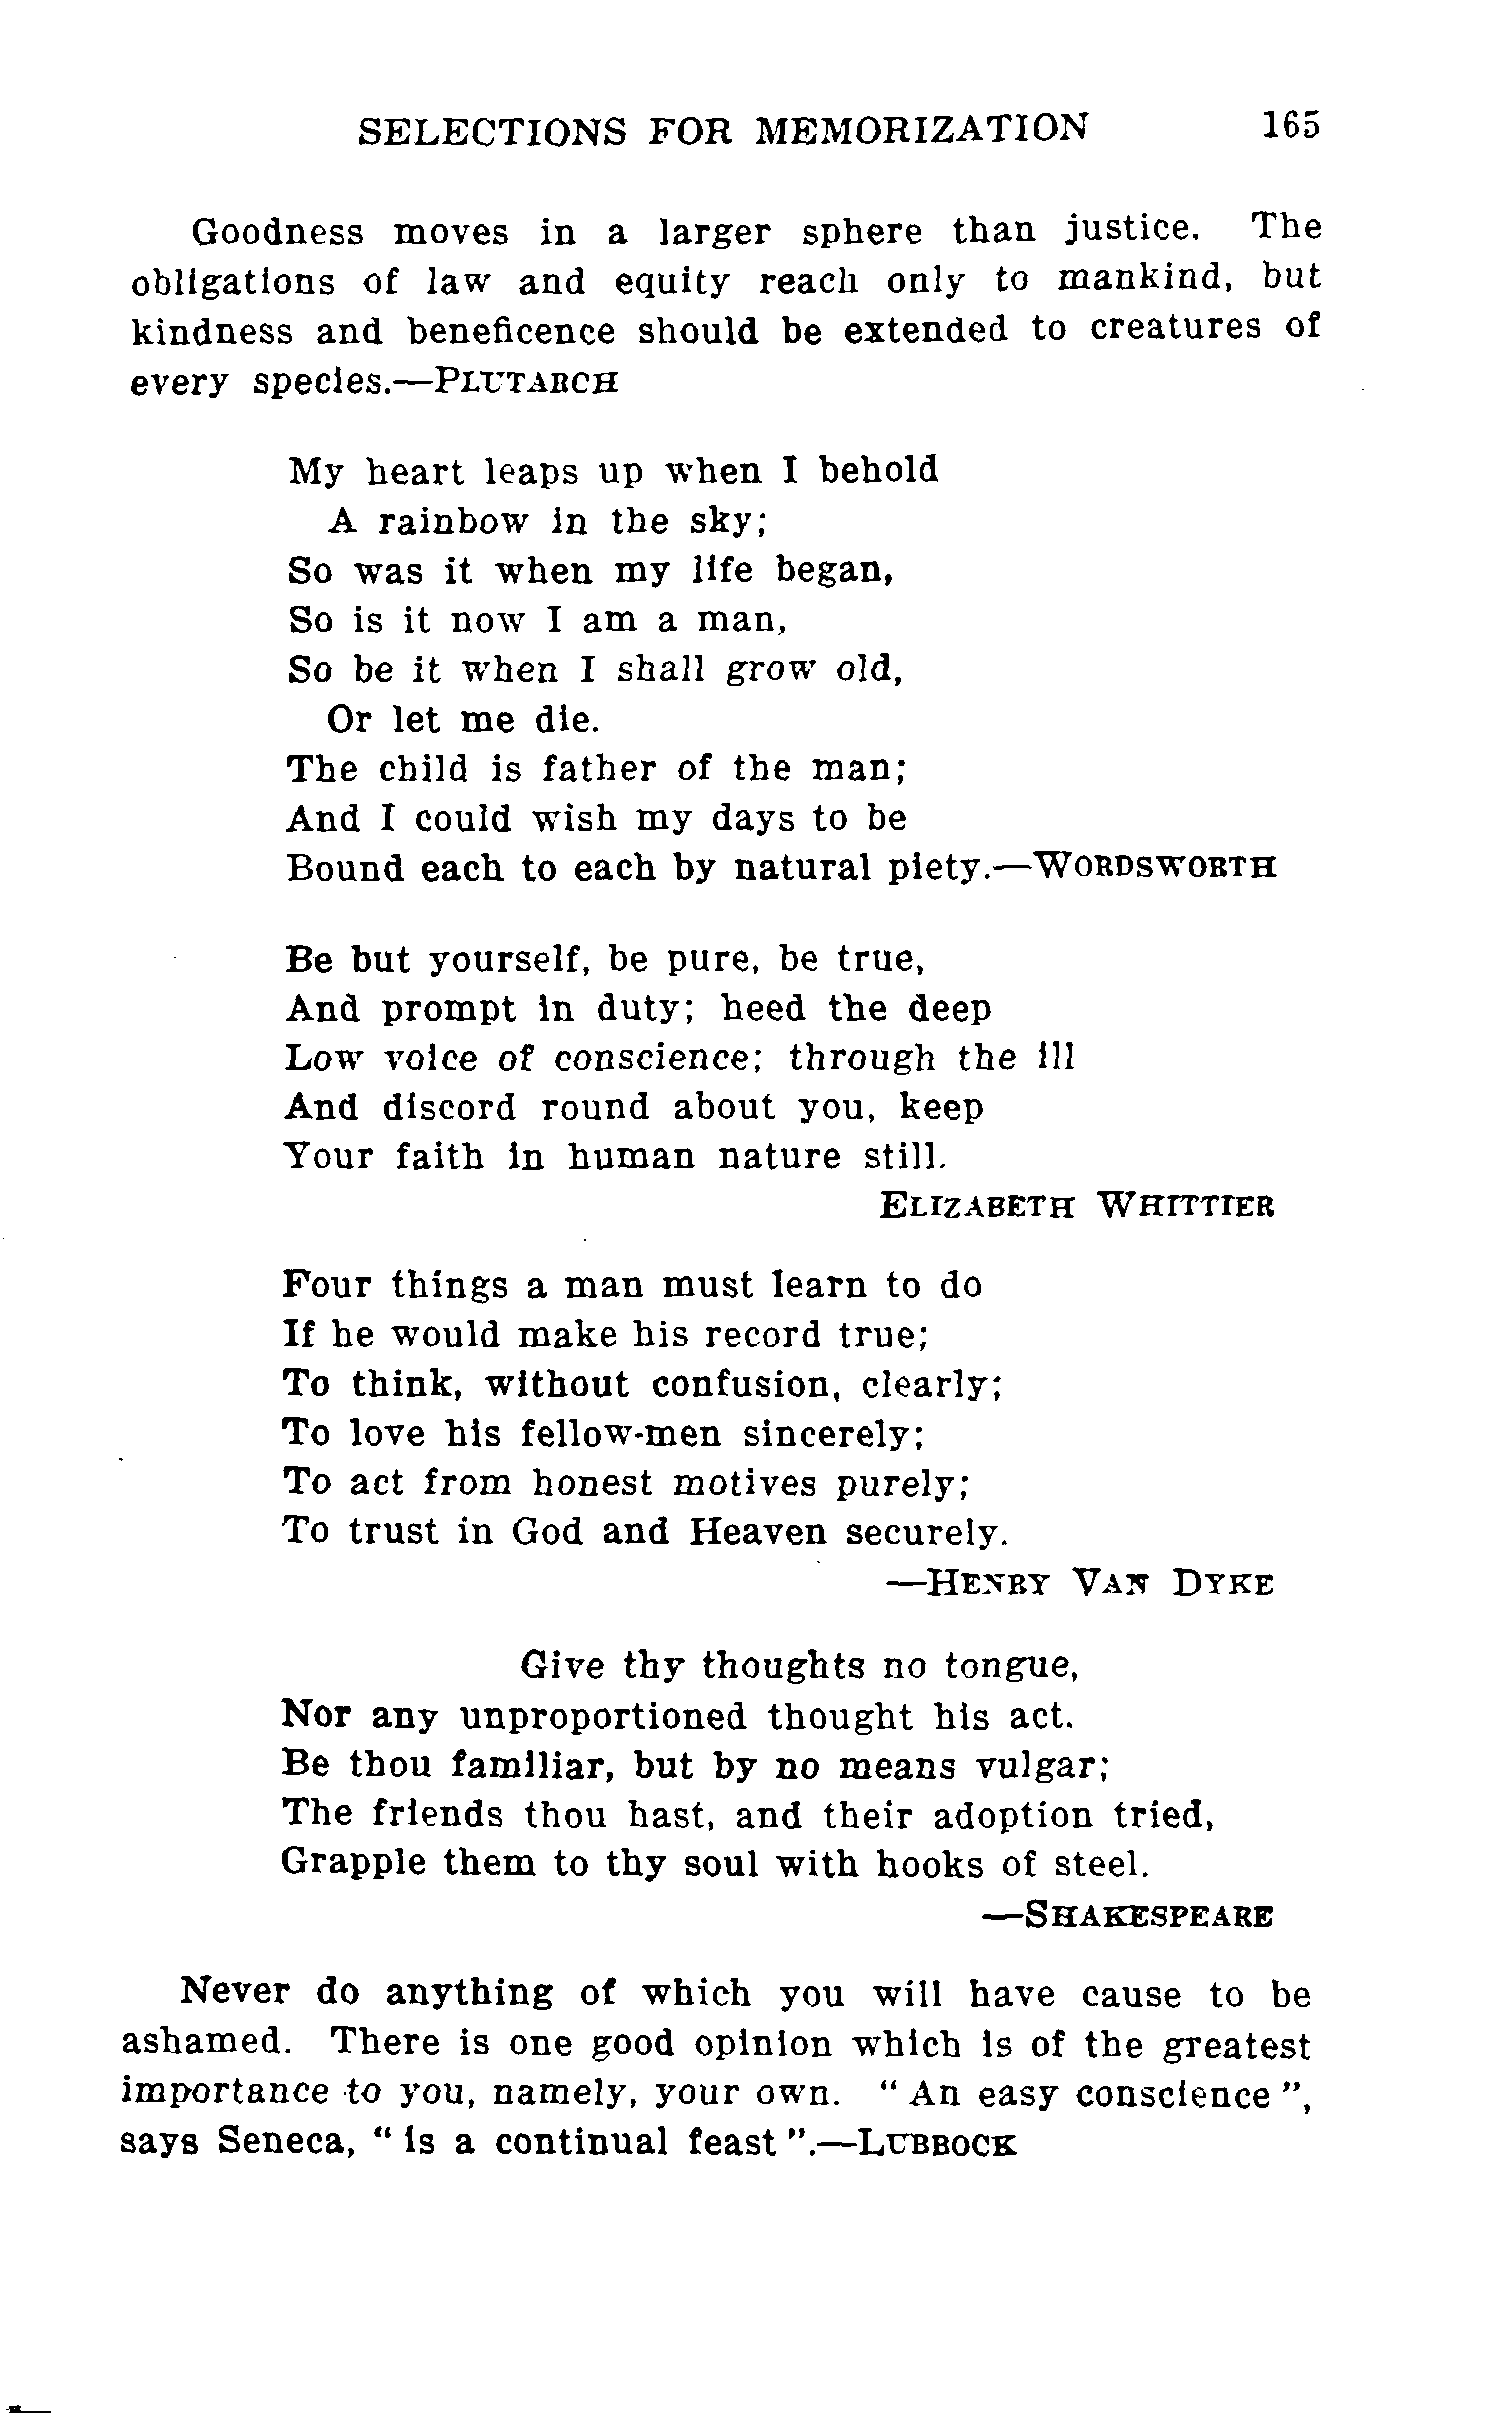 SELECTIONS FOR MEMORIZATION 165
Goodness moves in a larger sphere than justice. The
obligations of law and equity reach only to mankind, but
kindness and beneficence should be extended to creatures of
every species.—PLUTARCH
My heart leaps up when I behold
A rainbow in the sky;
So was it when my life began,
So is it now I am a man,
So be it when I shall grow old,
Or let me die.
The child is father of the man;
And I could wish my days to be
Bound each to each by natural piety.—WORDSWORTH
Be but yourself, be pure, be true,
And prompt in duty; heed the deep
Low voice of conscience; through the ill
And discord round about you, keep
Your faith in human nature still.
ELIZABETH WHITTIER
Four things a man must learn to do
If he would make his record true;
To think, without confusion, clearly;
To love his fellow-men sincerely;
To act from honest motives purely;
To trust in God and Heaven securely.
—HENRY VAN DYKE
Give thy thoughts no tongue,
Nor any unproportioned thought his act.
Be thou familiar, but by no means vulgar;
The friends thou hast, and their adoption tried,
Grapple them to thy soul with hooks of steel.
—SHAKESPEARE
Never do anything of which you will have cause to be
ashamed. There is one good opinion which is of the greatest
importance to you, namely, your own. " An easy conscience ",
says Seneca, " is a continual feast ".—LUBBOCK